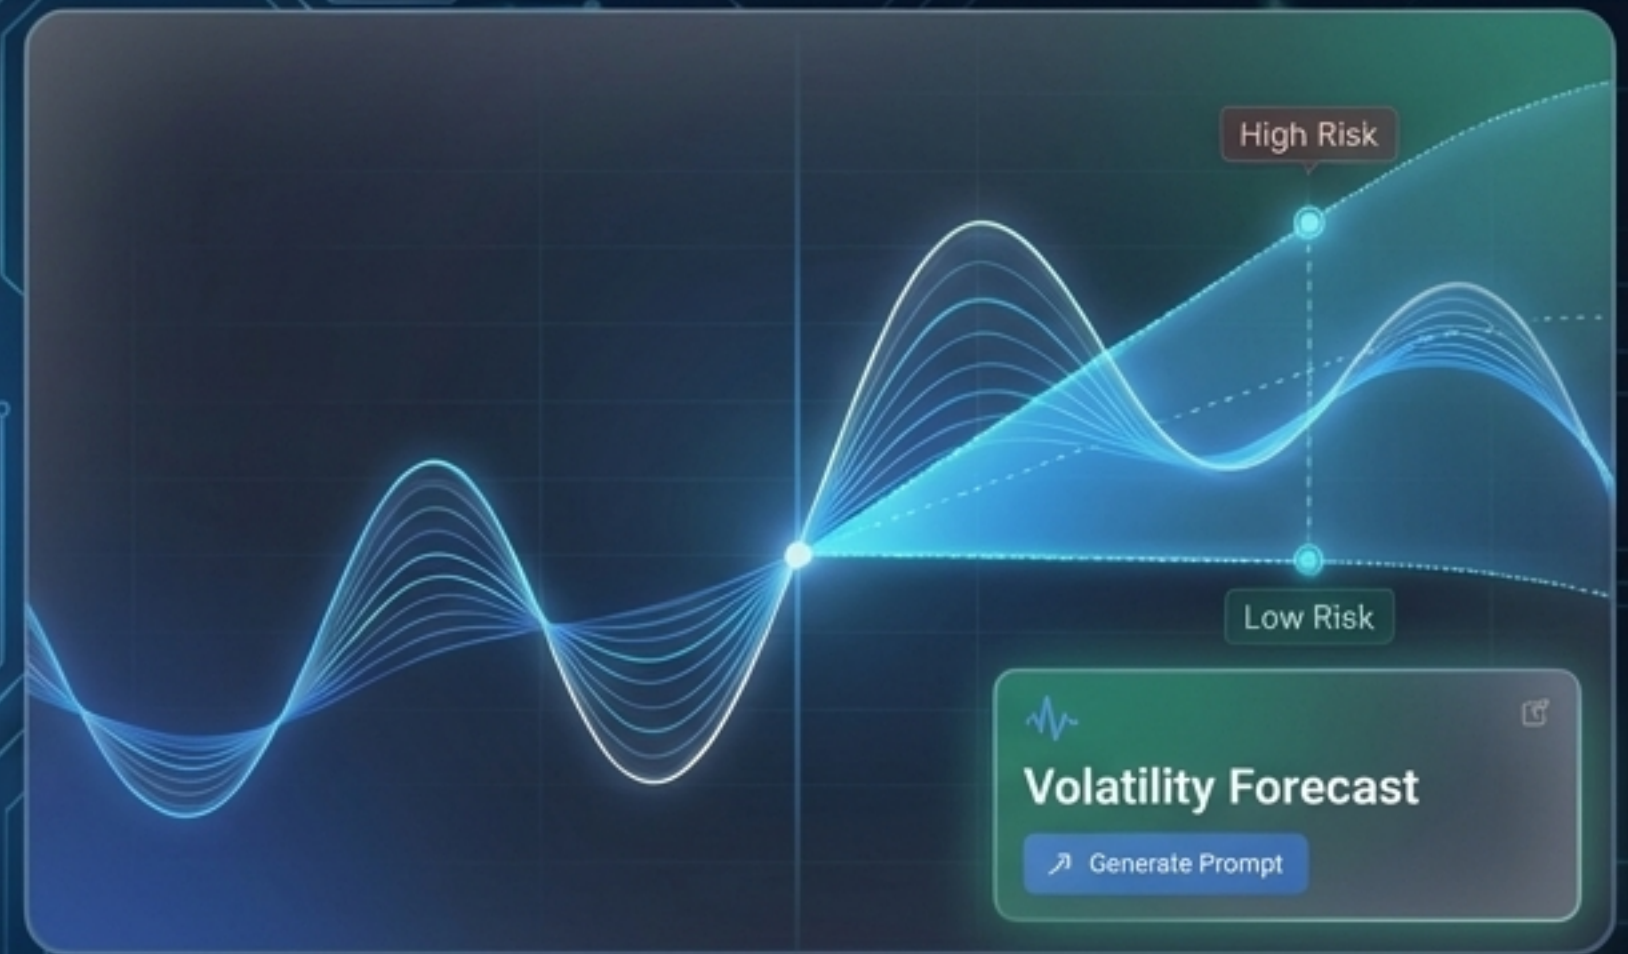 High Risk
Low Risk
Volatility Forecast
Generate Prompt